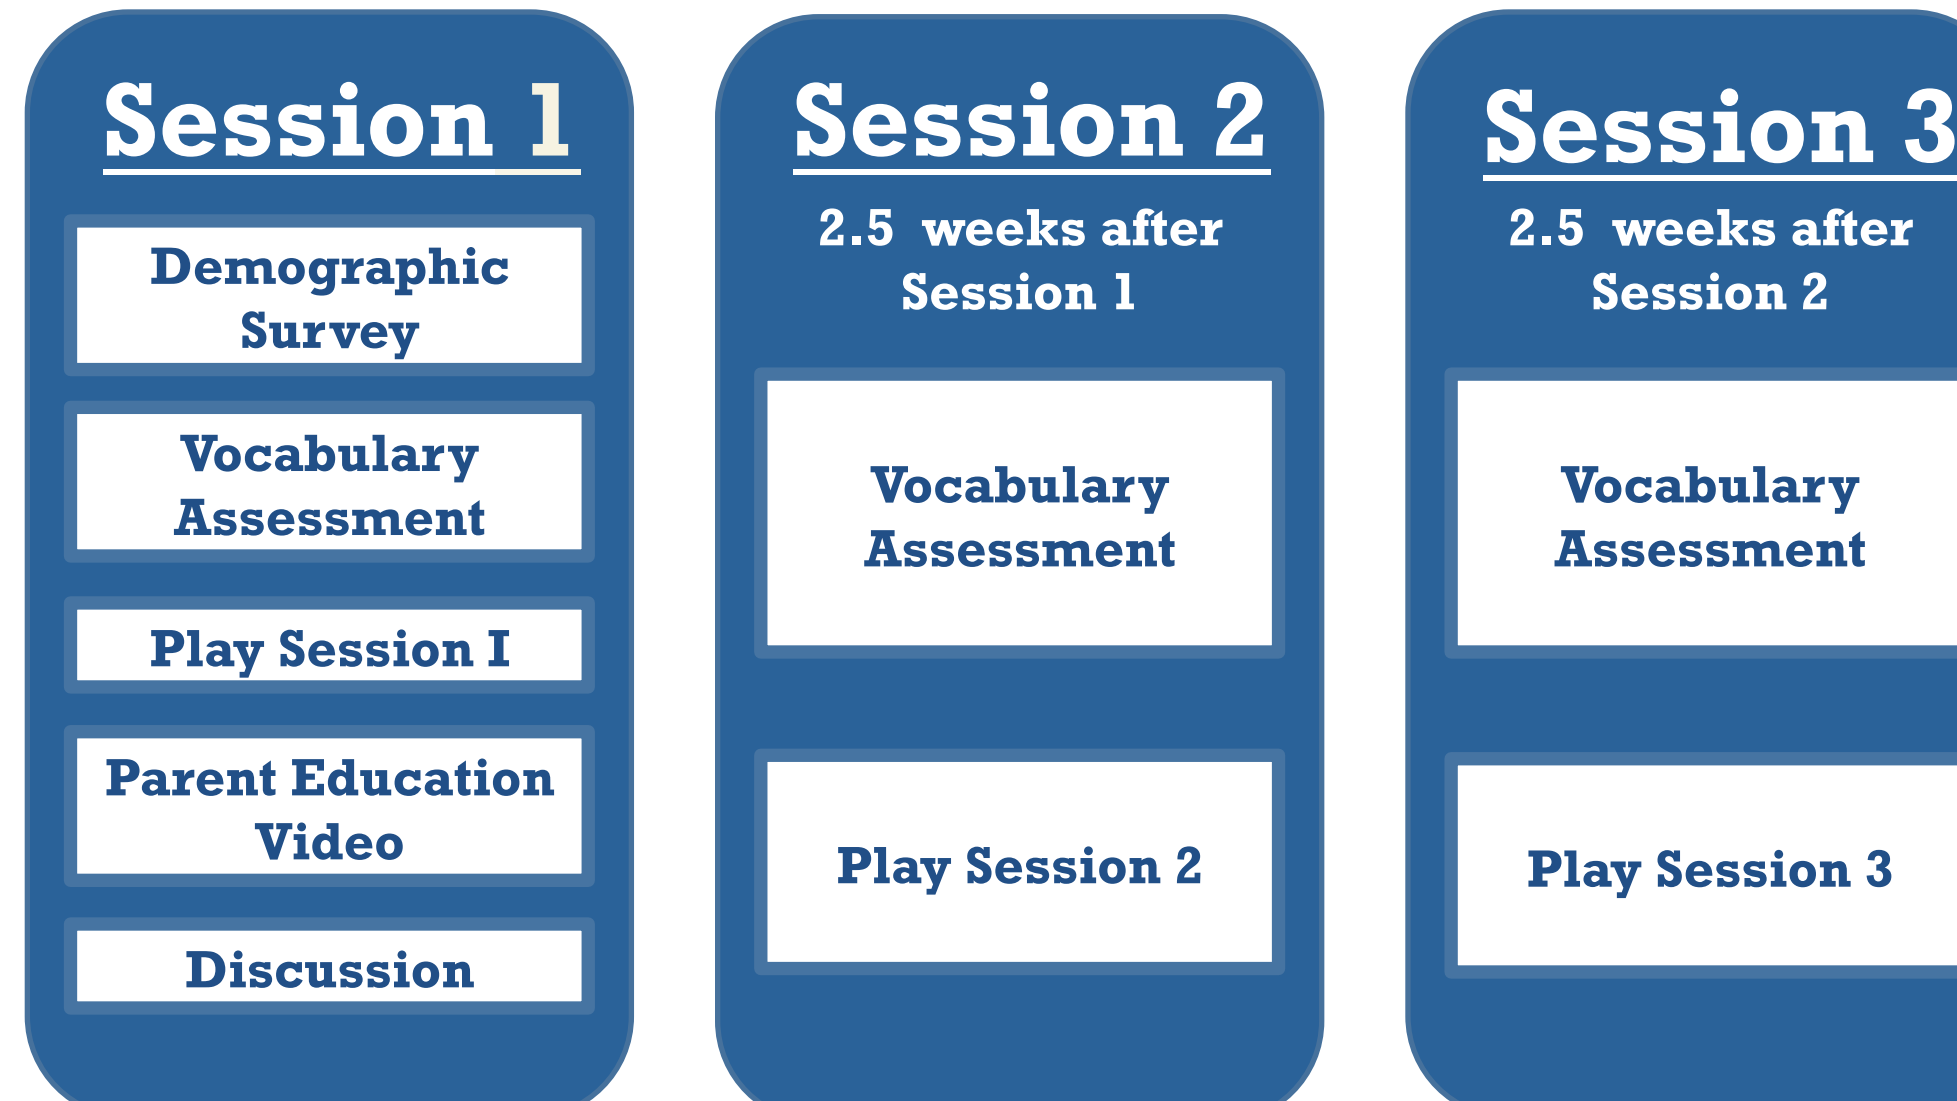 Session 1
Demographic
Survey
Vocabulary
Assessment
Play Session I
Parent Education
Video
Discussion
Session 2
2.5  weeks after
Session 1
Vocabulary
Assessment
Play Session 2
Session 3
2.5  weeks after
Session 2
Vocabulary
Assessment
Play Session 3